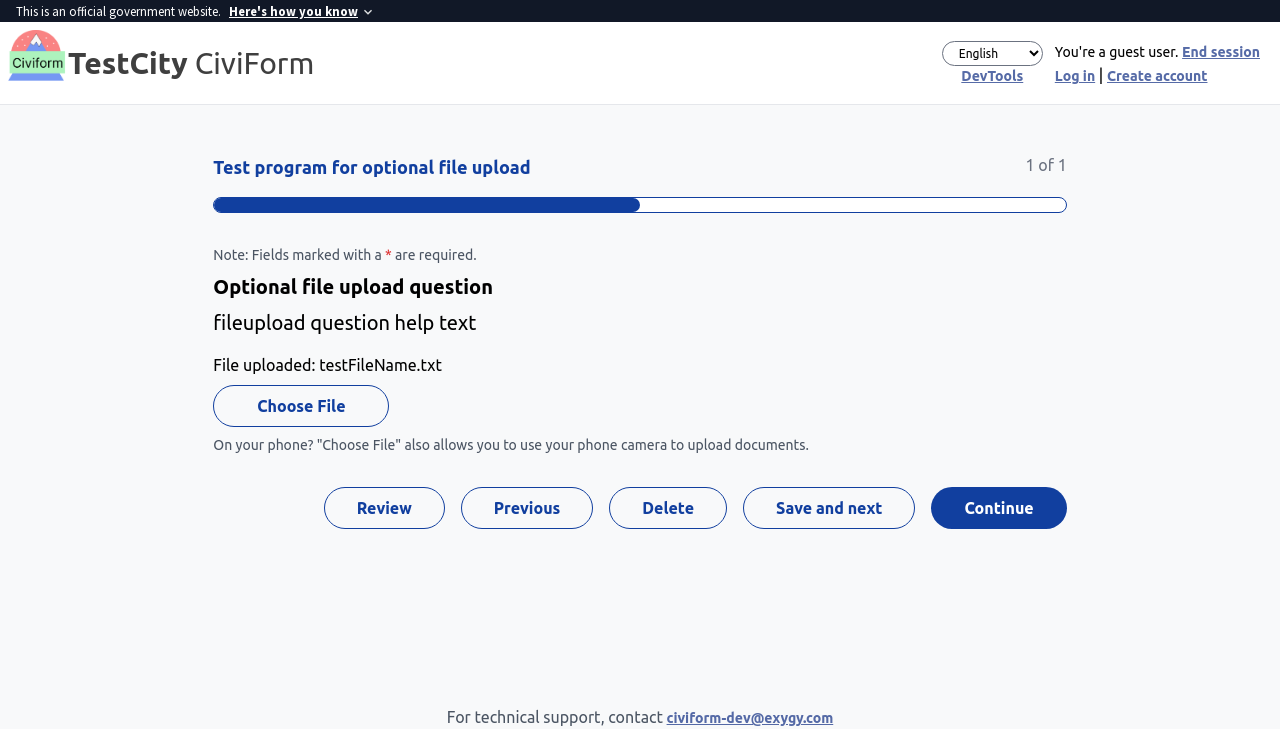 This is an official government website. Here's how you know
Civiform
TestCity CiviForm
English
You're a guest user. End session
DevTools
Log in | Create account
Test program for optional file upload
1 of 1
Note: Fields marked with a * are required.
Optional file upload question
fileupload question help text
File uploaded: testFileName.txt
Choose File
On your phone? "Choose File" also allows you to use your phone camera to upload documents.
Review
Previous
Delete
Save and next
Continue
For technical support, contact civiform-dev@exygy.com